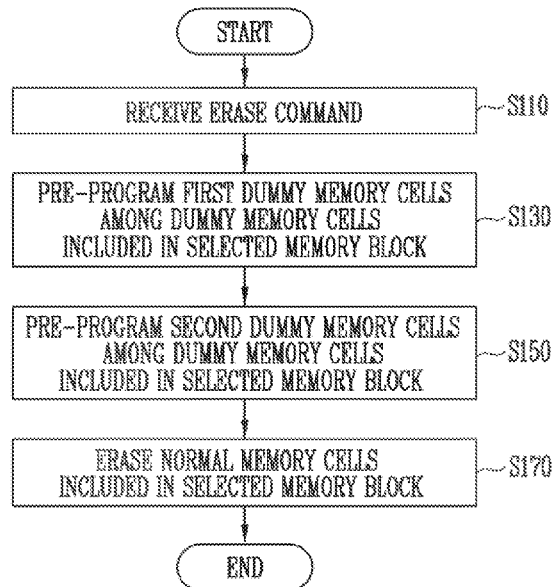 START
RECEIVE ERASE COMMAND
S110
PRE-PROGRAM FIRST DUMMY MEMORY CELLS
AMONG DUMMY MEMORY CELLS
INCLUDED IN SELECTED MEMORY BLOCK
S130
PRE-PROGRAM SECOND DUMMY MEMORY CELLS
AMONG DUMMY MEMORY CELLS
INCLUDED IN SELECTED MEMORY BLOCK
S150
ERASE NORMAL MEMORY CELLS
INCLUDED IN SELECTED MEMORY BLOCK
S170
END